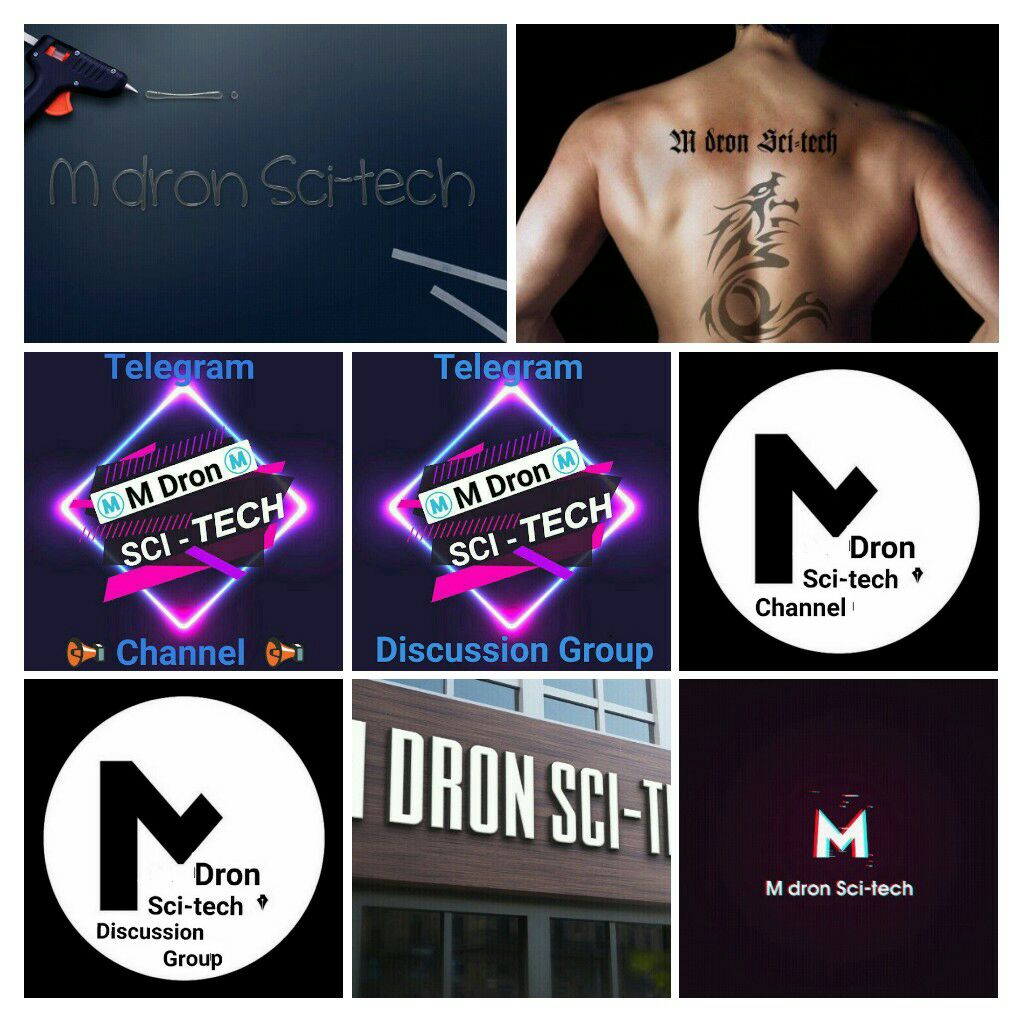 M dron Sci-tech
M dron Sci-tech
Telegram
Ⓜ M Dron Ⓜ
SCI - TECH
Channel
Telegram
Ⓜ M Dron Ⓜ
SCI - TECH
Discussion Group
M
Dron
Sci-tech
Channel
M
Dron
Sci-tech
Discussion
Group
M DRON SCI-TE
M
M dron Sci-tech